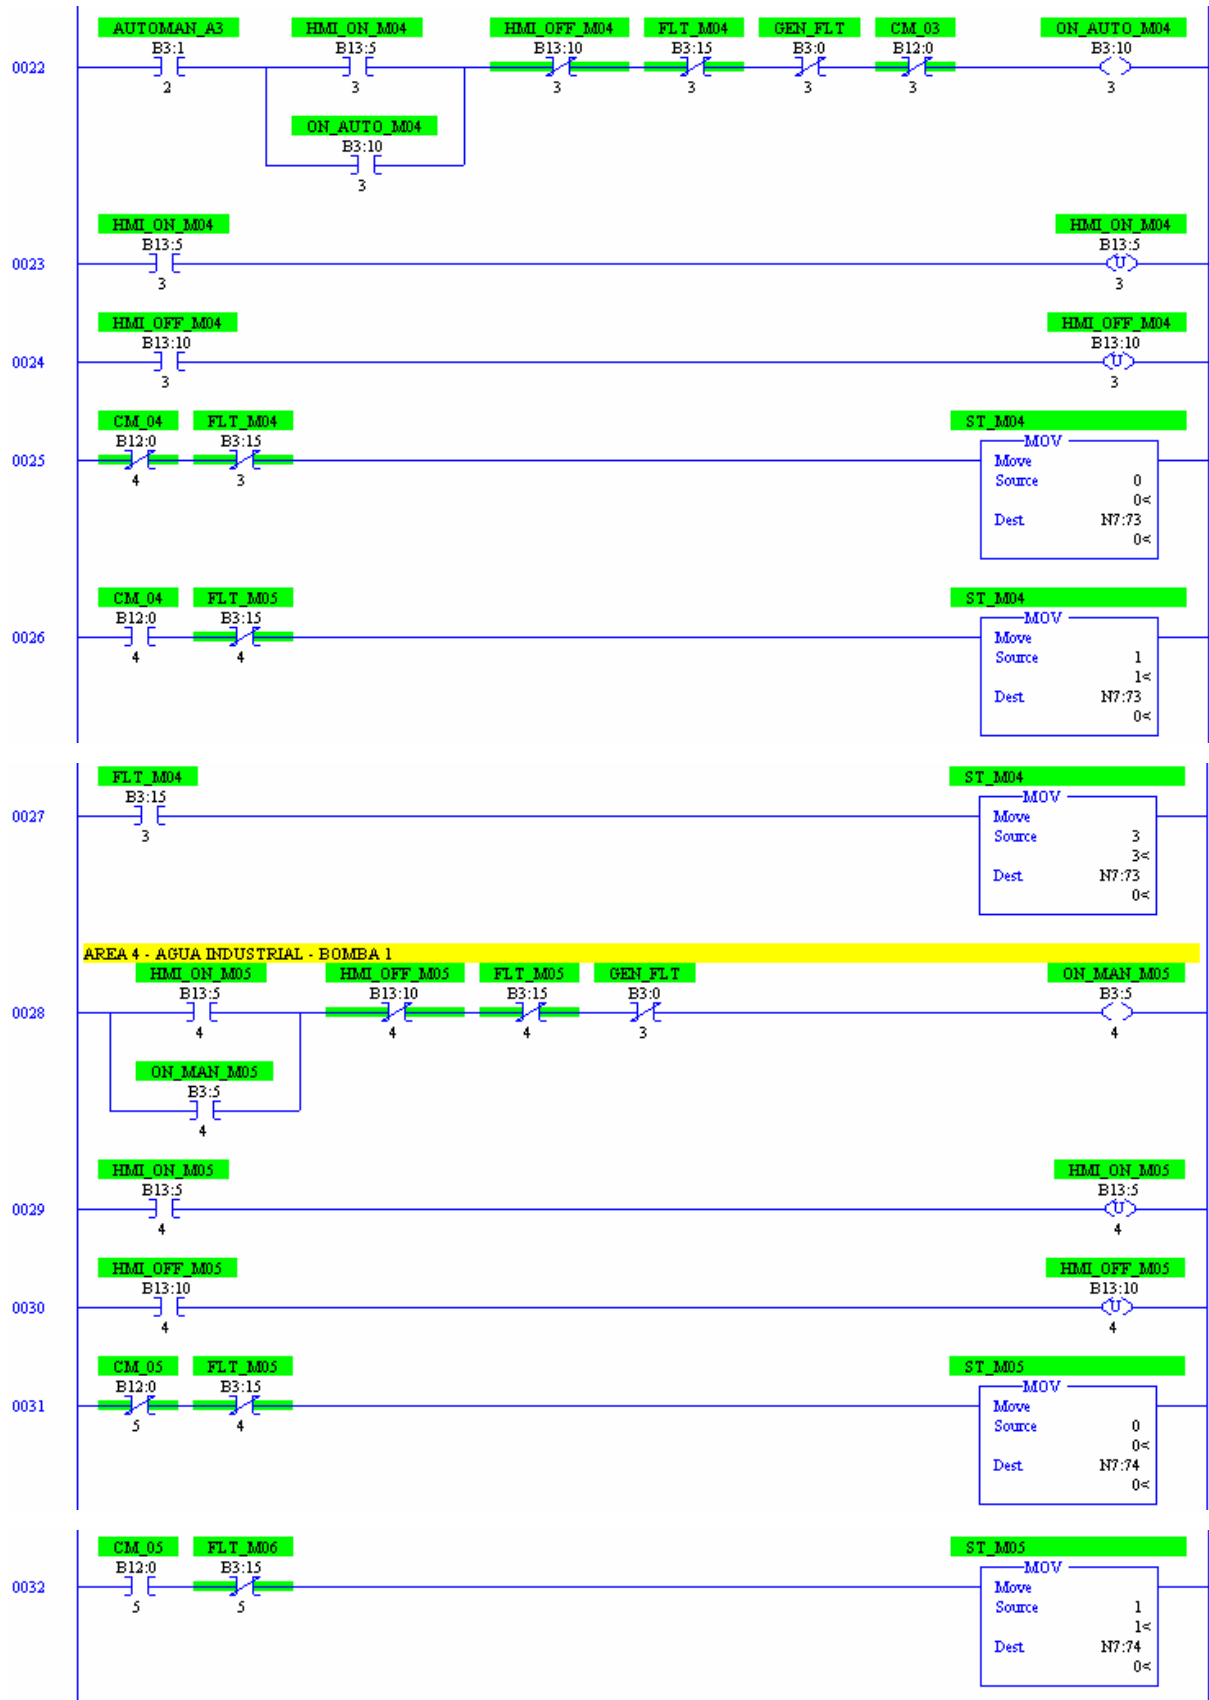 AUTOMAN_A3 HMI_ON_M04 HMI_OFF_M04 FLT_M04 GEN_FLT CM_03 ON_AUTO_M04
B3:1 B13:5 B13:10 B3:15 B3:0 B12:0 B3:10
0022
2 3 3 3 3 3 3
ON_AUTO_M04
B3:10
3
HMI_ON_M04 HMI_ON_M04
B13:5 B13:5
0023 U
3 3
HMI_OFF_M04 HMI_OFF_M04
B13:10 B13:10
0024 U
3 3
CM_04 FLT_M04 ST_M04
B12:0 B3:15 MOV
0025 Move
4 3 Source 0
0<
Dest N7:73
0<
CM_04 FLT_M05 ST_M04
B12:0 B3:15 MOV
0026 Move
4 4 Source 1
1<
Dest N7:73
0<
FLT_M04 ST_M04
B3:15 MOV
0027 Move
3 Source 3
3<
Dest N7:73
0<
AREA 4 - AGUA INDUSTRIAL - BOMBA 1
HMI_ON_M05 HMI_OFF_M05 FLT_M05 GEN_FLT ON_MAN_M05
B13:5 B13:10 B3:15 B3:0 B3:5
0028
4 4 4 3 4
ON_MAN_M05
B3:5
4
HMI_ON_M05 HMI_ON_M05
B13:5 B13:5
0029 U
4 4
HMI_OFF_M05 HMI_OFF_M05
B13:10 B13:10
0030 U
4 4
CM_05 FLT_M05 ST_M05
B12:0 B3:15 MOV
0031 Move
5 4 Source 0
0<
Dest N7:74
0<
CM_05 FLT_M06 ST_M05
B12:0 B3:15 MOV
0032 Move
5 5 Source 1
1<
Dest N7:74
0<